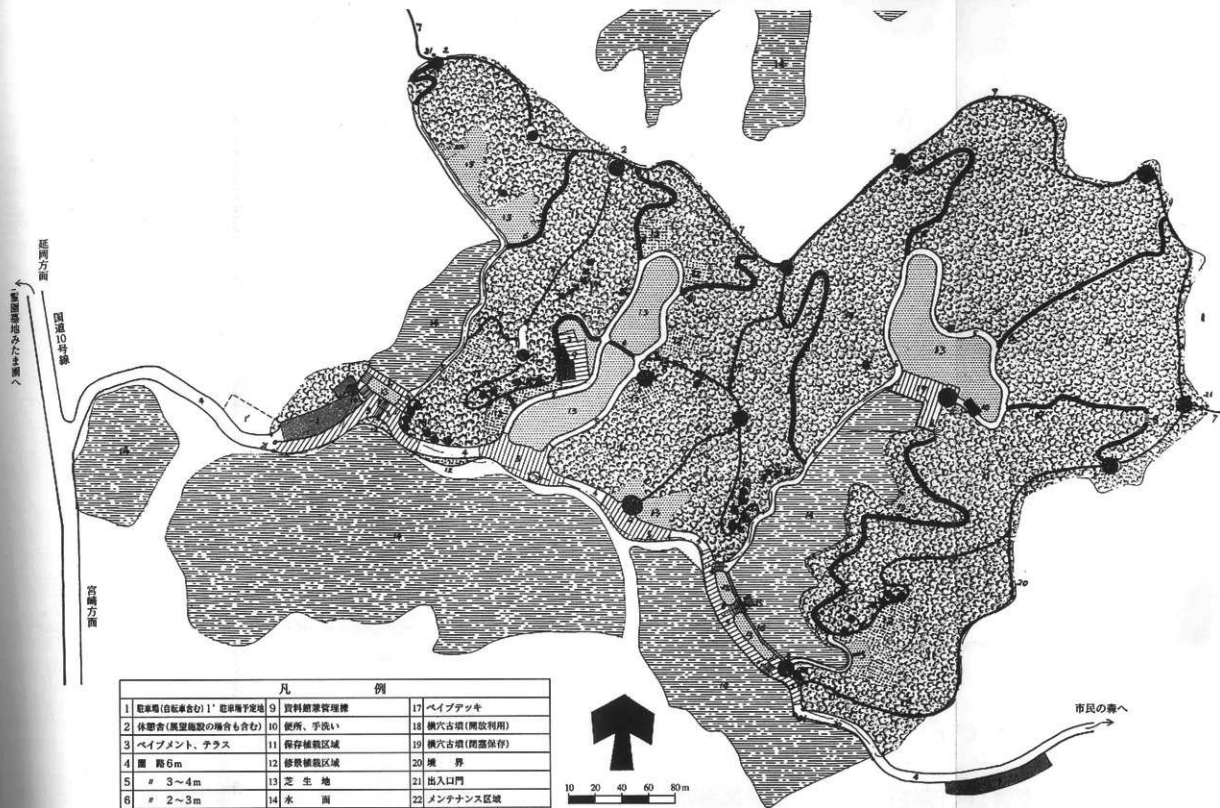 延岡方面
霊園墓地みたま園へ
国道10号線
宮崎方面
市民の森へ
凡 例
1 駐車場(自転車含む) 1' 駐車場予定地
2 休憩舎(展望施設の場合も含む)
3 ペイブメント、テラス
4 園 路6m
5 〃 3〜4m
6 〃 2〜3m
9 資料館兼管理棟
10 便所、手洗い
11 保存植栽区域
12 修景植栽区域
13 芝 生 地
14 水 面
17 ペイブデッキ
18 横穴古墳(開放利用)
19 横穴古墳(閉塞保存)
20 境 界
21 出入口門
22 メンテナンス区域
10 20 40 60 80m